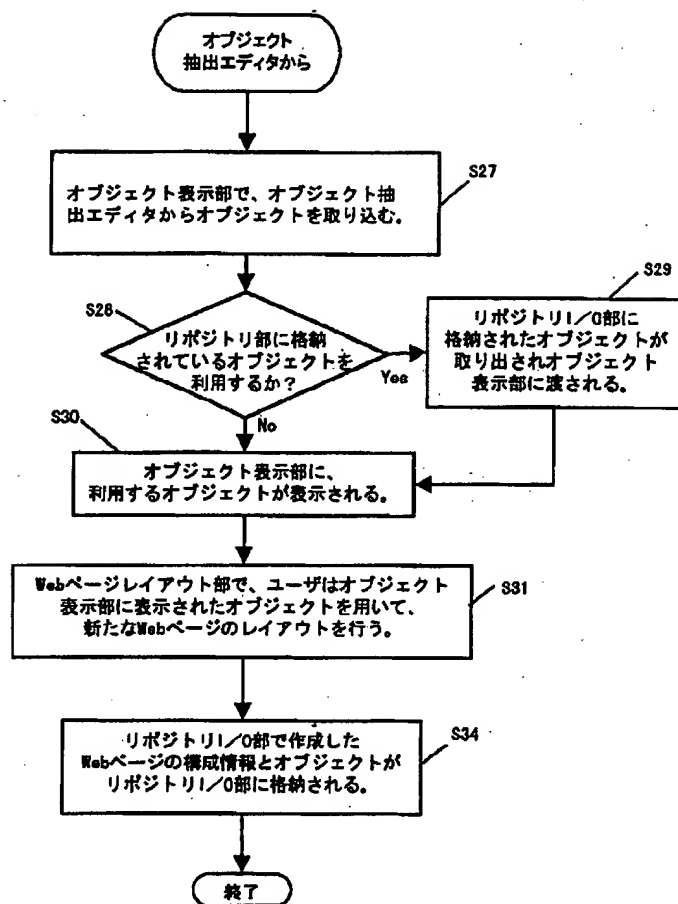 オブジェクト
抽出エディタから
S27
オブジェクト表示部で、オブジェクト抽
出エディタからオブジェクトを取り込む。
S28
リポジトリ部に格納
されているオブジェクトを
利用するか?
Yes
No
S29
リポジトリI/O部に
格納されたオブジェクトが
取り出されオブジェクト
表示部に渡される。
S30
オブジェクト表示部に、
利用するオブジェクトが表示される。
Webページレイアウト部で、ユーザはオブジェクト
表示部に表示されたオブジェクトを用いて、
新たなWebページのレイアウトを行う。
S31
リポジトリI/O部で作成した
Webページの構成情報とオブジェクトが
リポジトリI/O部に格納される。
S34
終了